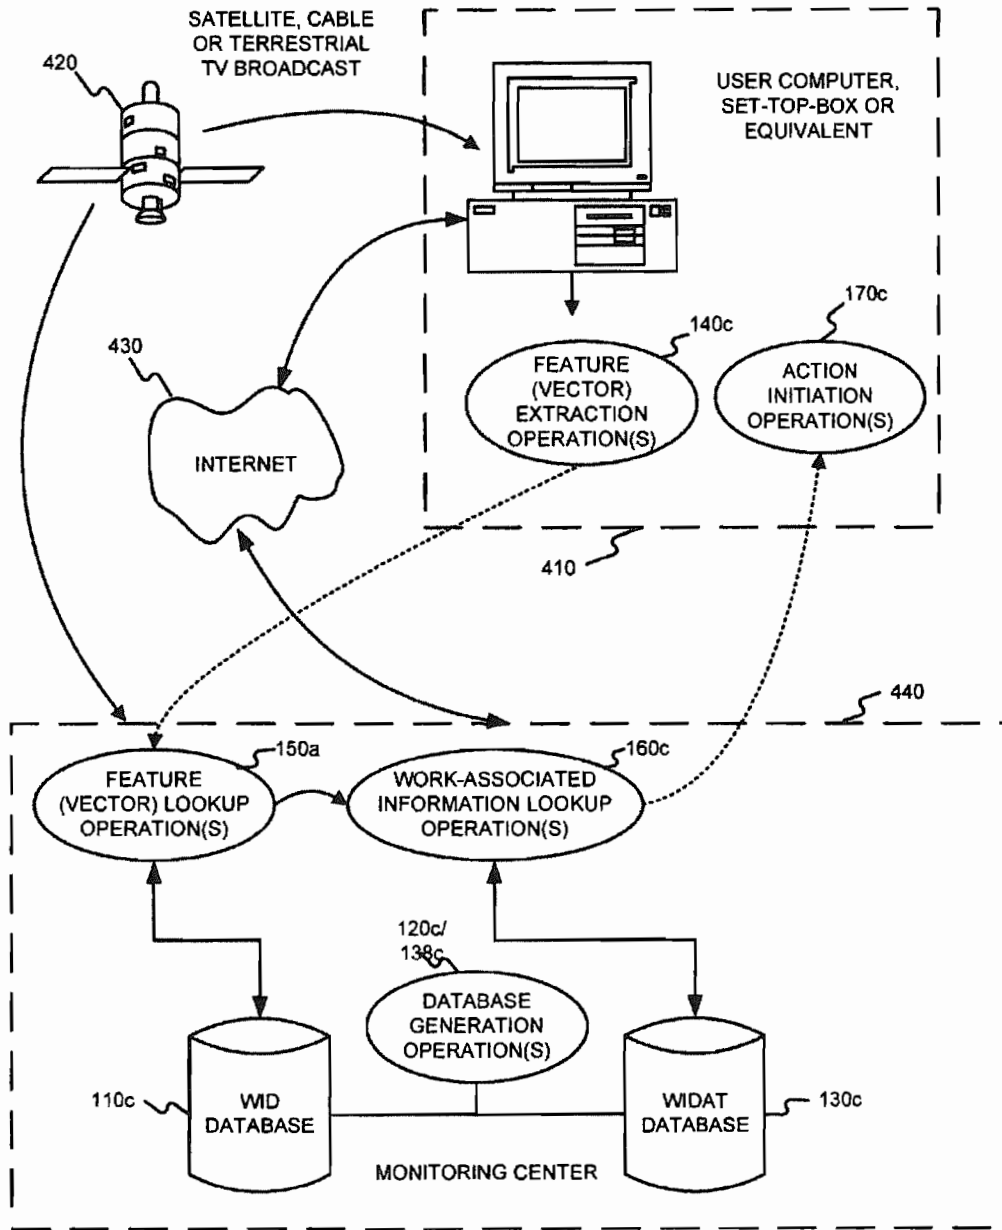 SATELLITE, CABLE
OR TERRESTRIAL
TV BROADCAST
420
USER COMPUTER,
SET-TOP-BOX OR
EQUIVALENT
170c
140c
430
FEATURE
(VECTOR)
EXTRACTION
OPERATION(S)
ACTION
INITIATION
OPERATION(S)
INTERNET
410
440
150a
160c
FEATURE
(VECTOR) LOOKUP
OPERATION(S)
WORK-ASSOCIATED
INFORMATION LOOKUP
OPERATION(S)
120c/
138c
DATABASE
GENERATION
OPERATION(S)
110c
WID
DATABASE
WIDAT
DATABASE
130c
MONITORING CENTER